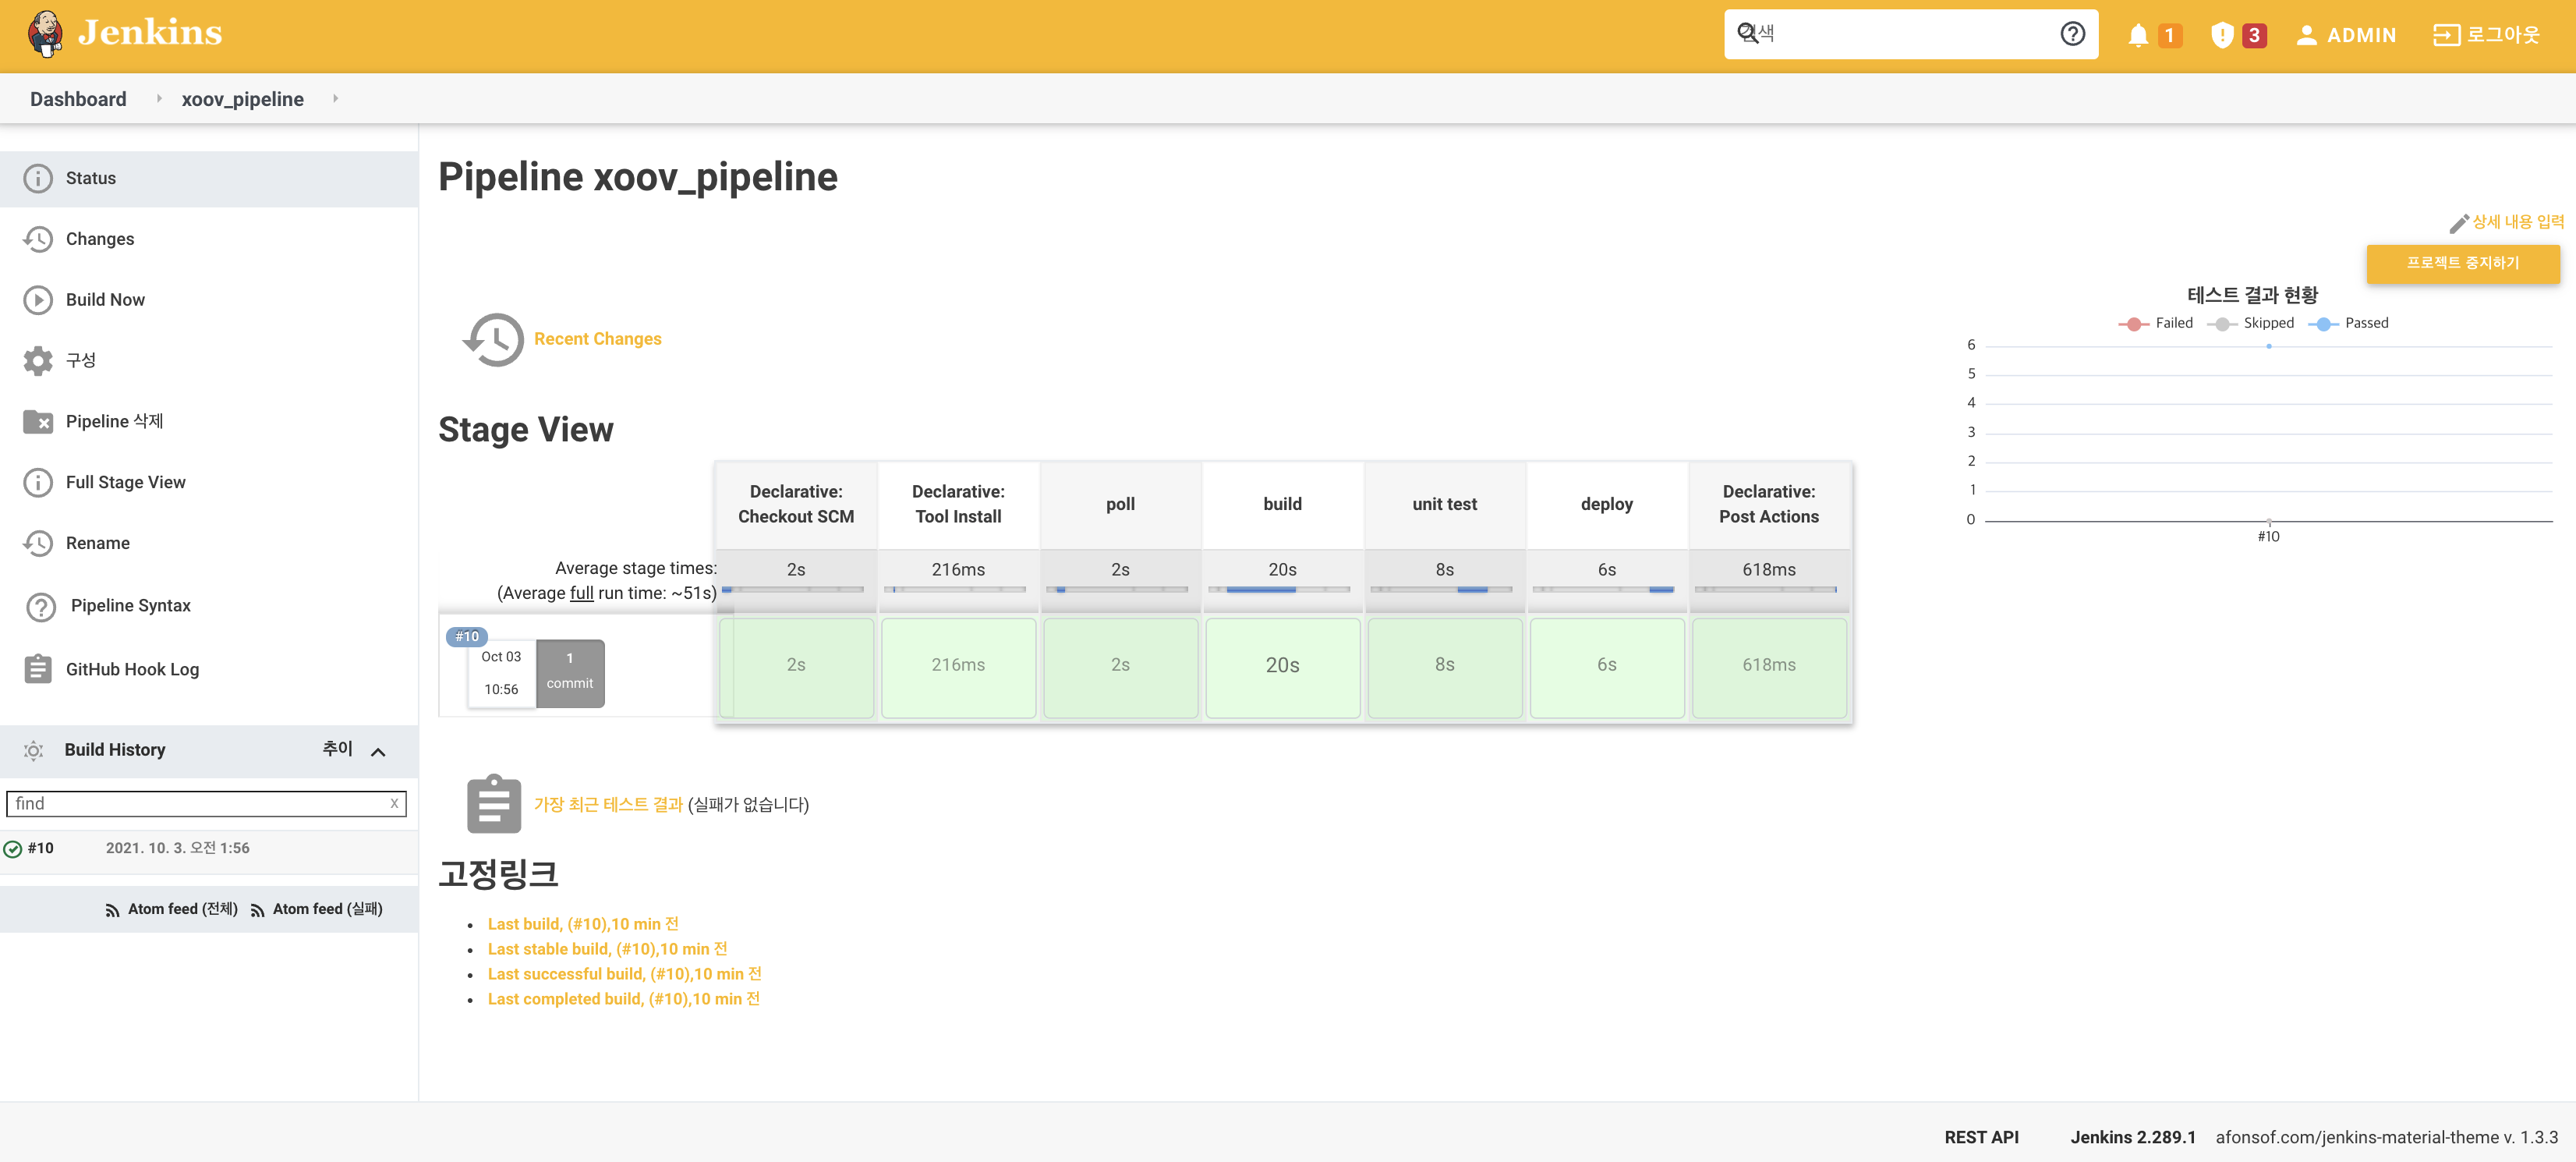 Jenkins
검색
1
3
ADMIN
로그아웃
Dashboard
xoov_pipeline
Status
Changes
Build Now
구성
Pipeline 삭제
Full Stage View
Rename
Pipeline Syntax
GitHub Hook Log
Build History
추이
find
x
#10
2021. 10. 3. 오전 1:56
Atom feed (전체)
Atom feed (실패)
Pipeline xoov_pipeline
상세 내용 입력
프로젝트 중지하기
Recent Changes
테스트 결과 현황
Failed
Skipped
Passed
6
5
4
3
2
1
0
#10
Stage View
Declarative: Checkout SCM
Declarative: Tool Install
poll
build
unit test
deploy
Declarative: Post Actions
Average stage times:
(Average full run time: ~51s)
2s
216ms
2s
20s
8s
6s
618ms
#10
Oct 03
10:56
1
commit
2s
216ms
2s
20s
8s
6s
618ms
가장 최근 테스트 결과 (실패가 없습니다)
고정링크
Last build, (#10),10 min 전
Last stable build, (#10),10 min 전
Last successful build, (#10),10 min 전
Last completed build, (#10),10 min 전
REST API
Jenkins 2.289.1
afonsof.com/jenkins-material-theme v. 1.3.3